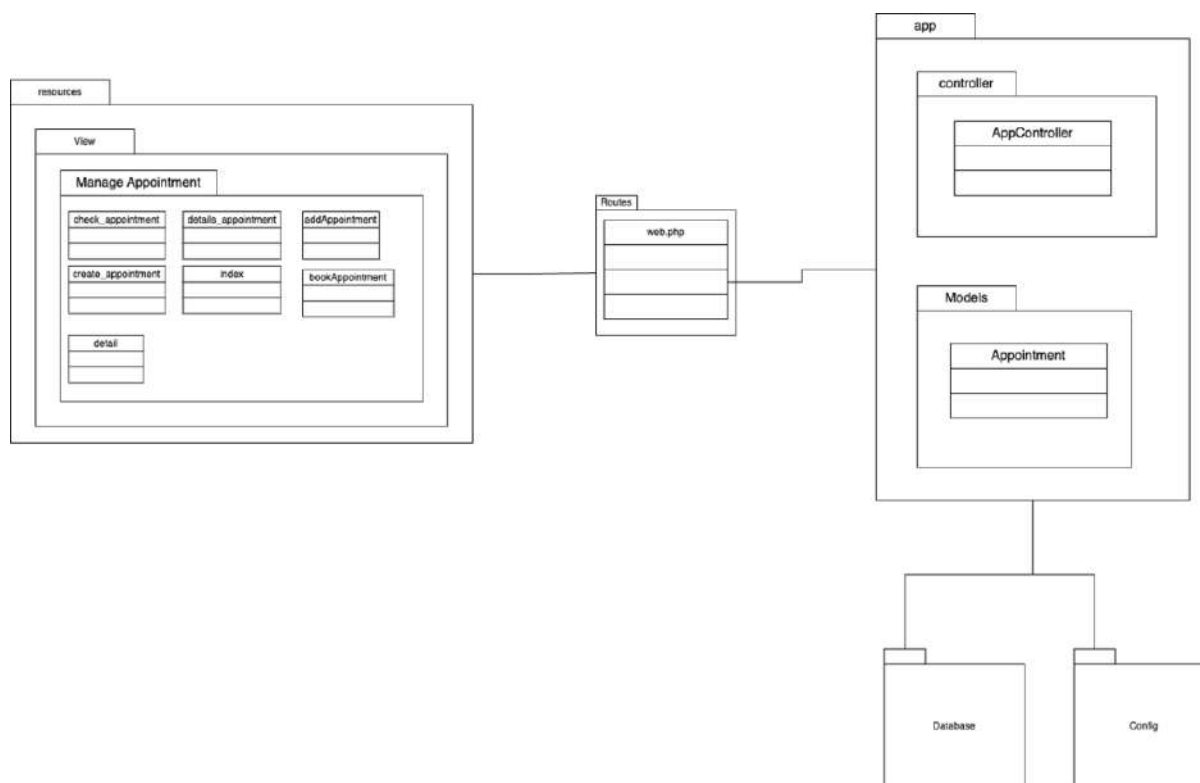 app
controller
AppController
resources
View
Manage Appointment
check_appointment
details_appointment
addAppointment
create_appointment
index
bookAppointment
detail
Routes
web.php
Models
Appointment
Database
Config